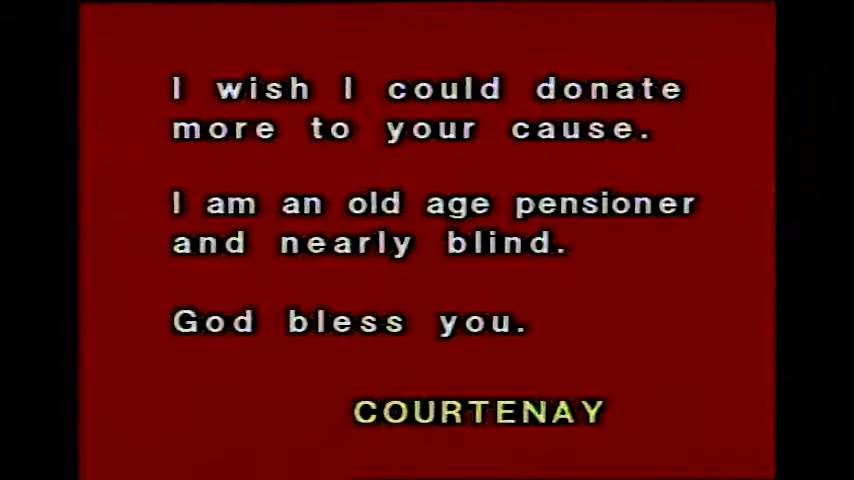 I wish I could donate
more to your cause.
I am an old age pensioner
and nearly blind.
God bless you.
COURTENAY